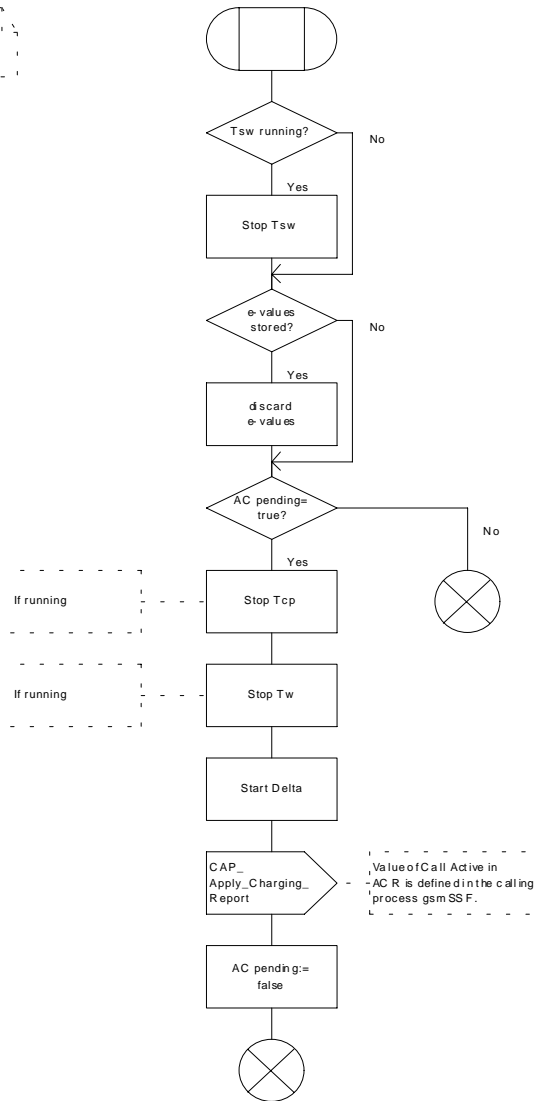 Tsw running?
No
Yes
Stop Tsw
e-values
stored?
No
Yes
discard
e-values
AC pending=
true?
No
Yes
If running
Stop Tcp
If running
Stop Tw
Start Delta
CAP_
Apply_Charging_
Report
Value of Call Active in
ACR is defined in the calling
process gsmSSF.
AC pending:=
false